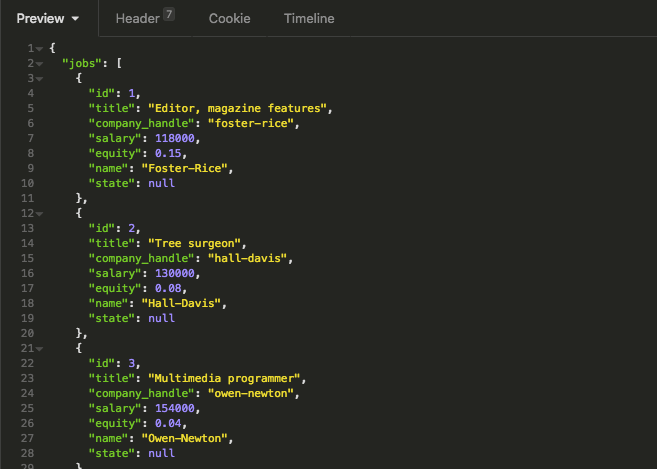 Preview Header 7 Cookie Timeline
1 {
2 "jobs": [
3 {
4 "id": 1,
5 "title": "Editor, magazine features",
6 "company_handle": "foster-rice",
7 "salary": 118000,
8 "equity": 0.15,
9 "name": "Foster-Rice",
10 "state": null
11 },
12 {
13 "id": 2,
14 "title": "Tree surgeon",
15 "company_handle": "hall-davis",
16 "salary": 130000,
17 "equity": 0.08,
18 "name": "Hall-Davis",
19 "state": null
20 },
21 {
22 "id": 3,
23 "title": "Multimedia programmer",
24 "company_handle": "owen-newton",
25 "salary": 154000,
26 "equity": 0.04,
27 "name": "Owen-Newton",
28 "state": null
29 }